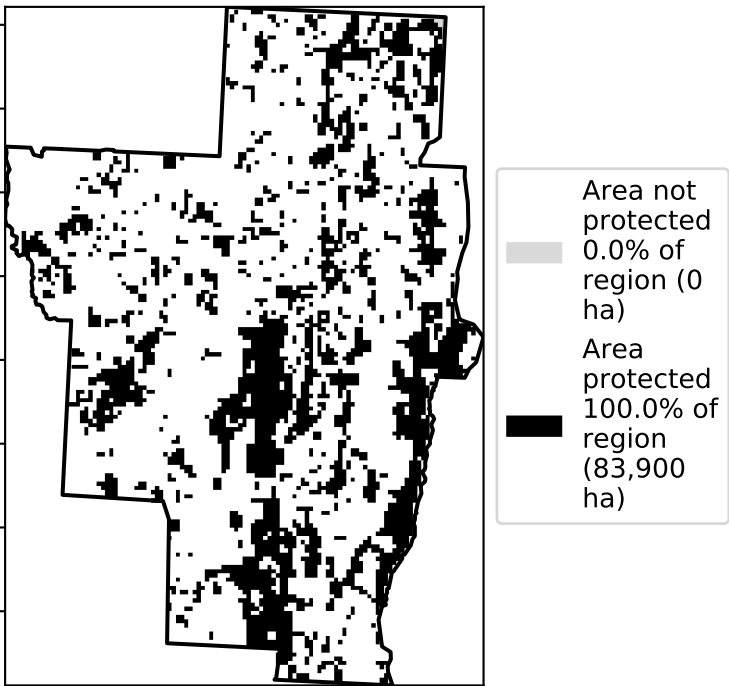 Area not
protected
0.0% of
region (0
ha)
Area
protected
100.0% of
region
(83,900
ha)